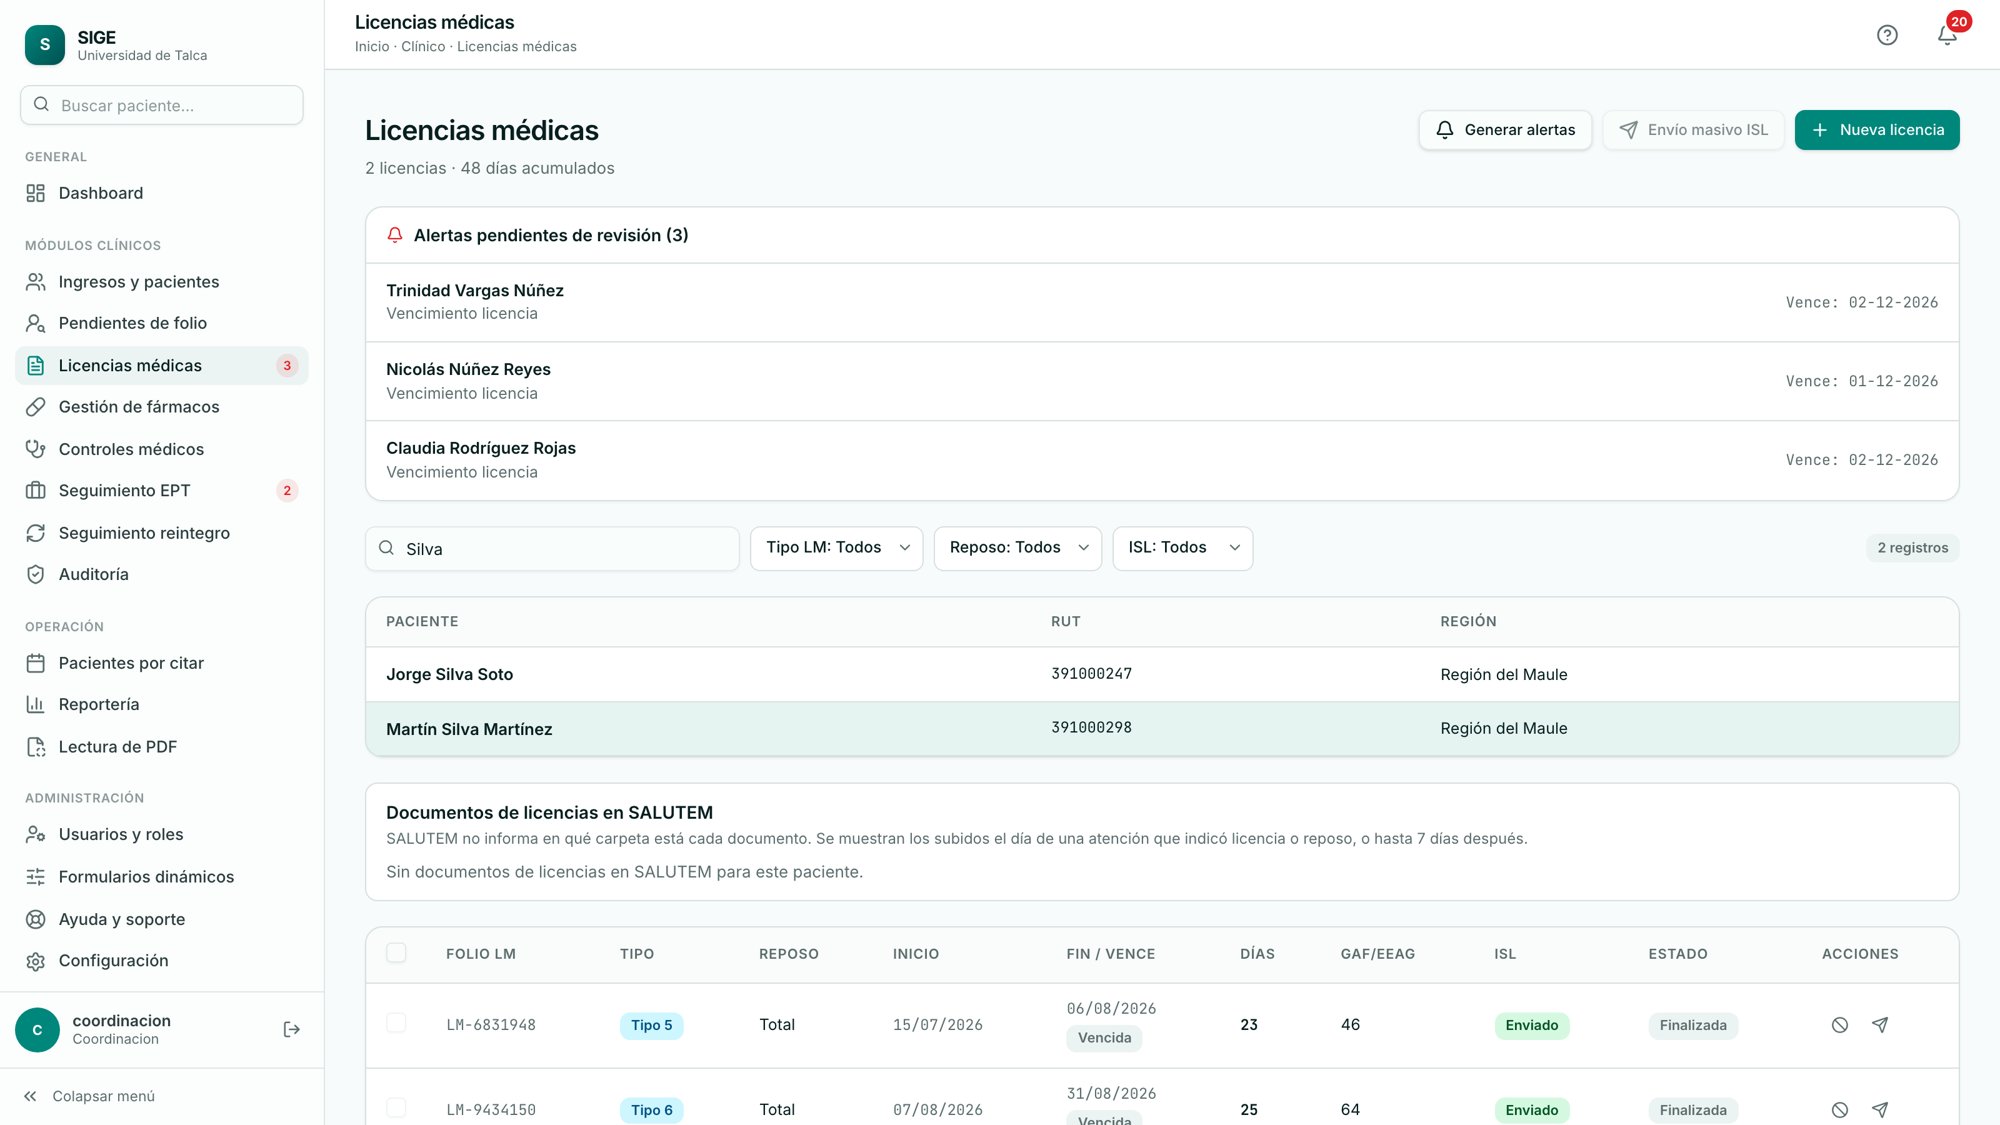 S
SIGE
Universidad de Talca
Buscar paciente...
GENERAL
Dashboard
MÓDULOS CLÍNICOS
Ingresos y pacientes
Pendientes de folio
Licencias médicas 3
Gestión de fármacos
Controles médicos
Seguimiento EPT 2
Seguimiento reintegro
Auditoría
OPERACIÓN
Pacientes por citar
Reportería
Lectura de PDF
ADMINISTRACIÓN
Usuarios y roles
Formularios dinámicos
Ayuda y soporte
Configuración
C
coordinacion
Coordinacion
Colapsar menú
Licencias médicas
Inicio · Clínico · Licencias médicas
20
Licencias médicas
2 licencias · 48 días acumulados
Generar alertas
Envío masivo ISL
Nueva licencia
Alertas pendientes de revisión (3)
Trinidad Vargas Núñez
Vencimiento licencia
Vence: 02-12-2026
Nicolás Núñez Reyes
Vencimiento licencia
Vence: 01-12-2026
Claudia Rodríguez Rojas
Vencimiento licencia
Vence: 02-12-2026
Silva
Tipo LM: Todos
Reposo: Todos
ISL: Todos
2 registros
PACIENTE RUT REGIÓN
Jorge Silva Soto 391000247 Región del Maule
Martín Silva Martínez 391000298 Región del Maule
Documentos de licencias en SALUTEM
SALUTEM no informa en qué carpeta está cada documento. Se muestran los subidos el día de una atención que indicó licencia o reposo, o hasta 7 días después.
Sin documentos de licencias en SALUTEM para este paciente.
FOLIO LM TIPO REPOSO INICIO FIN / VENCE DÍAS GAF/EEAG ISL ESTADO ACCIONES
LM-6831948 Tipo 5 Total 15/07/2026 06/08/2026 Vencida 23 46 Enviado Finalizada
LM-9434150 Tipo 6 Total 07/08/2026 31/08/2026 Vencida 25 64 Enviado Finalizada